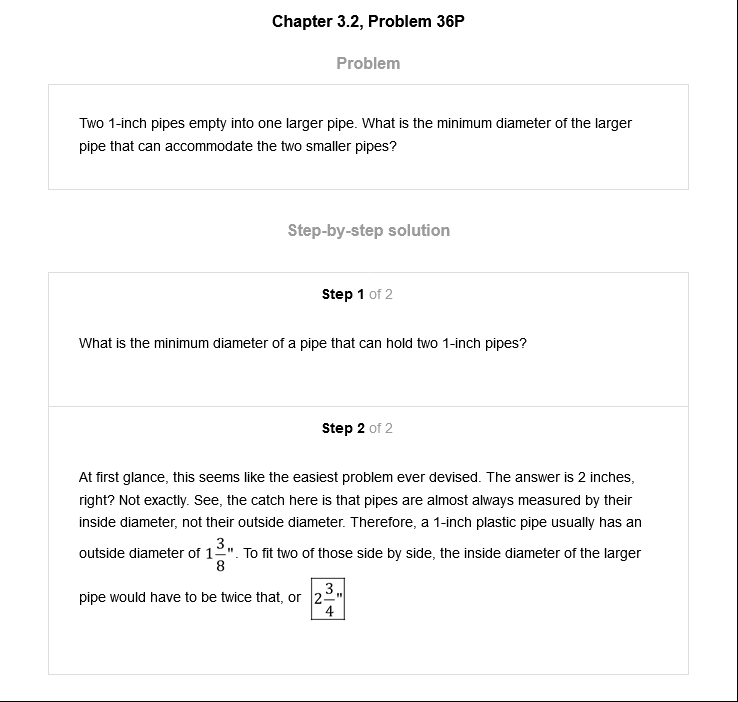 Chapter 3.2, Problem 36P
Problem
Two 1-inch pipes empty into one larger pipe. What is the minimum diameter of the larger
pipe that can accommodate the two smaller pipes?
Step-by-step solution
Step 1 of 2
What is the minimum diameter of a pipe that can hold two 1-inch pipes?
Step 2 of 2
At first glance, this seems like the easiest problem ever devised. The answer is 2 inches,
right? Not exactly. See, the catch here is that pipes are almost always measured by their
inside diameter, not their outside diameter. Therefore, a 1-inch plastic pipe usually has an
outside diameter of 1 3/8". To fit two of those side by side, the inside diameter of the larger
pipe would have to be twice that, or 2 3/4"